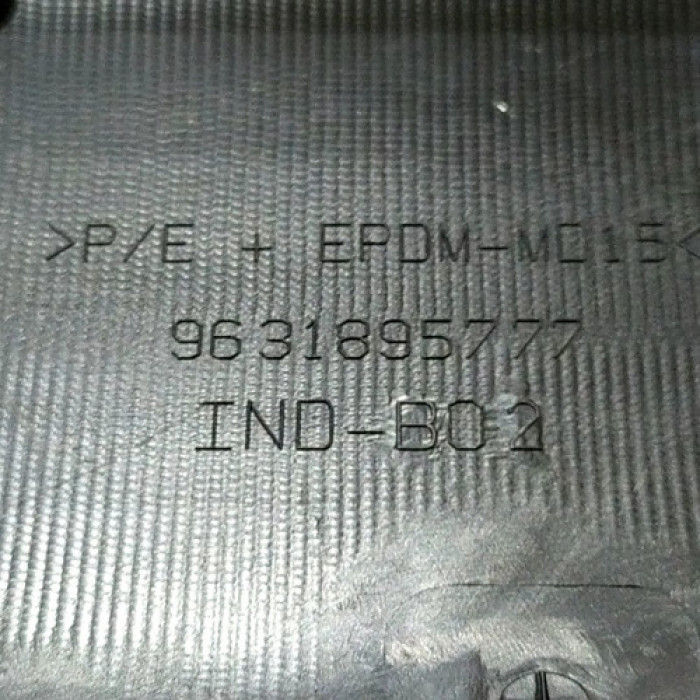 >P/E + EPDM-MD15<
9631895777
IND-B02